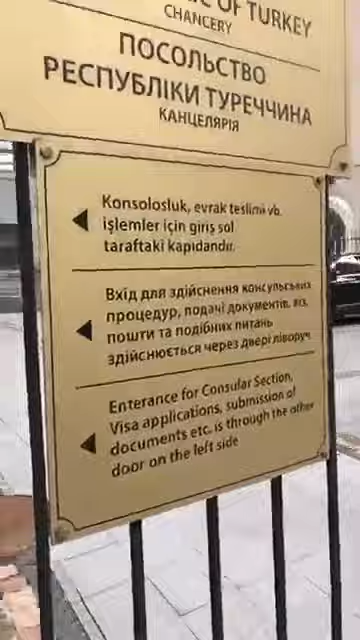 OF TURKEY
CHANCERY
ПОСОЛЬСТВО
РЕСПУБЛІКИ ТУРЕЧЧИНА
КАНЦЕЛЯРІЯ
Konsolosluk, evrak teslimi vb.
işlemler için giriş sol
taraftaki kapıdandır.
Вхід для здійснення консульських
процедур, подачі документів, віз,
пошти та подібних питань
здійснюється через двері ліворуч
Enterance for Consular Section,
Visa applications, submission of
documents etc. is through the other
door on the left side